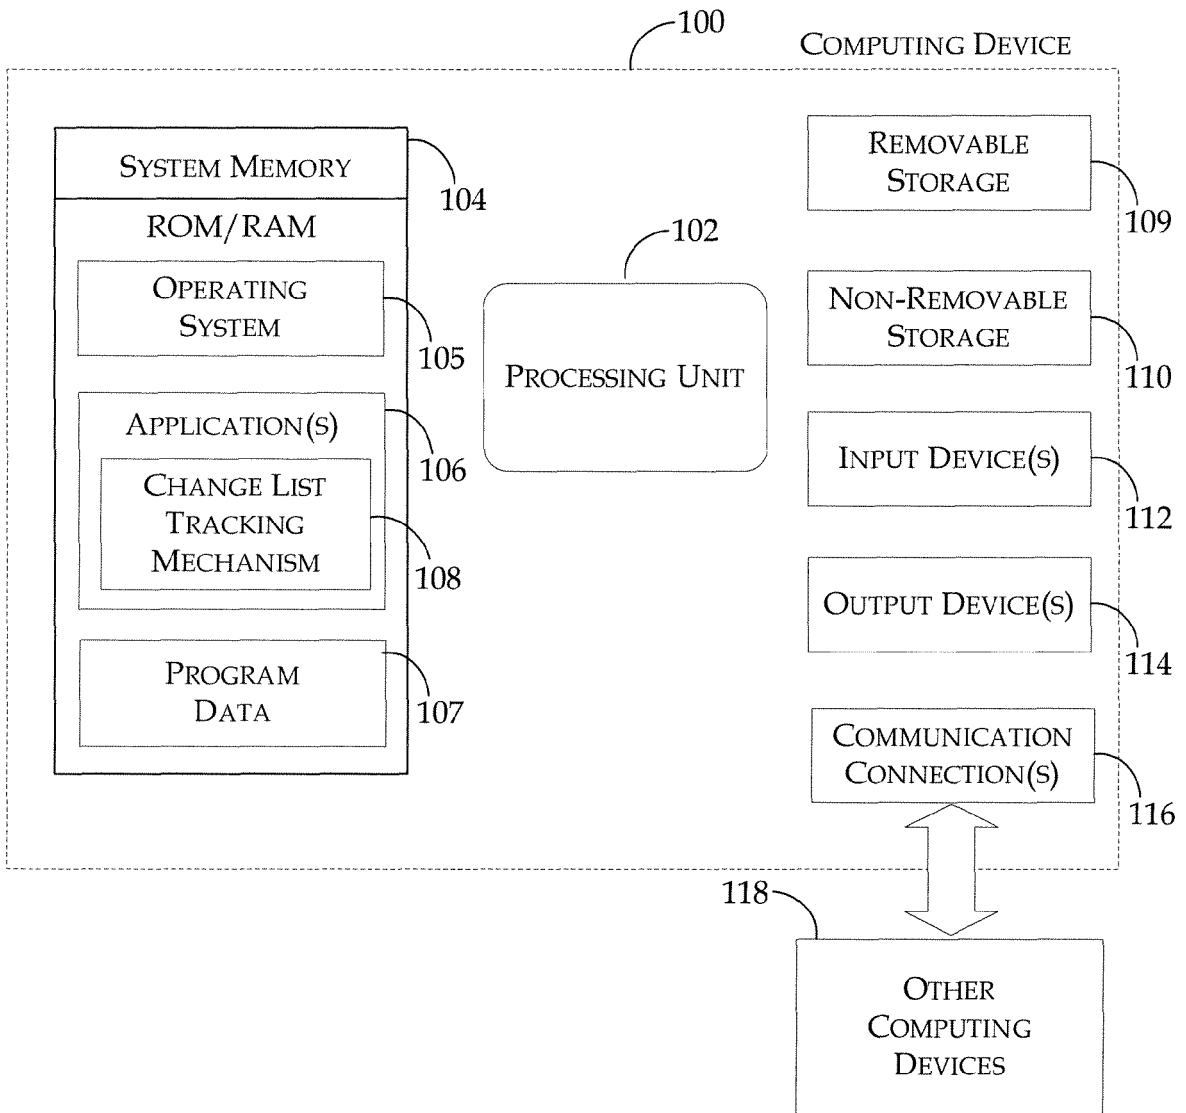 100
COMPUTING DEVICE
SYSTEM MEMORY
104
ROM/RAM
OPERATING
SYSTEM
105
APPLICATION(S)
106
CHANGE LIST
TRACKING
MECHANISM
108
PROGRAM
DATA
107
102
PROCESSING UNIT
REMOVABLE
STORAGE
109
NON-REMOVABLE
STORAGE
110
INPUT DEVICE(S)
112
OUTPUT DEVICE(S)
114
COMMUNICATION
CONNECTION(S)
116
118
OTHER
COMPUTING
DEVICES